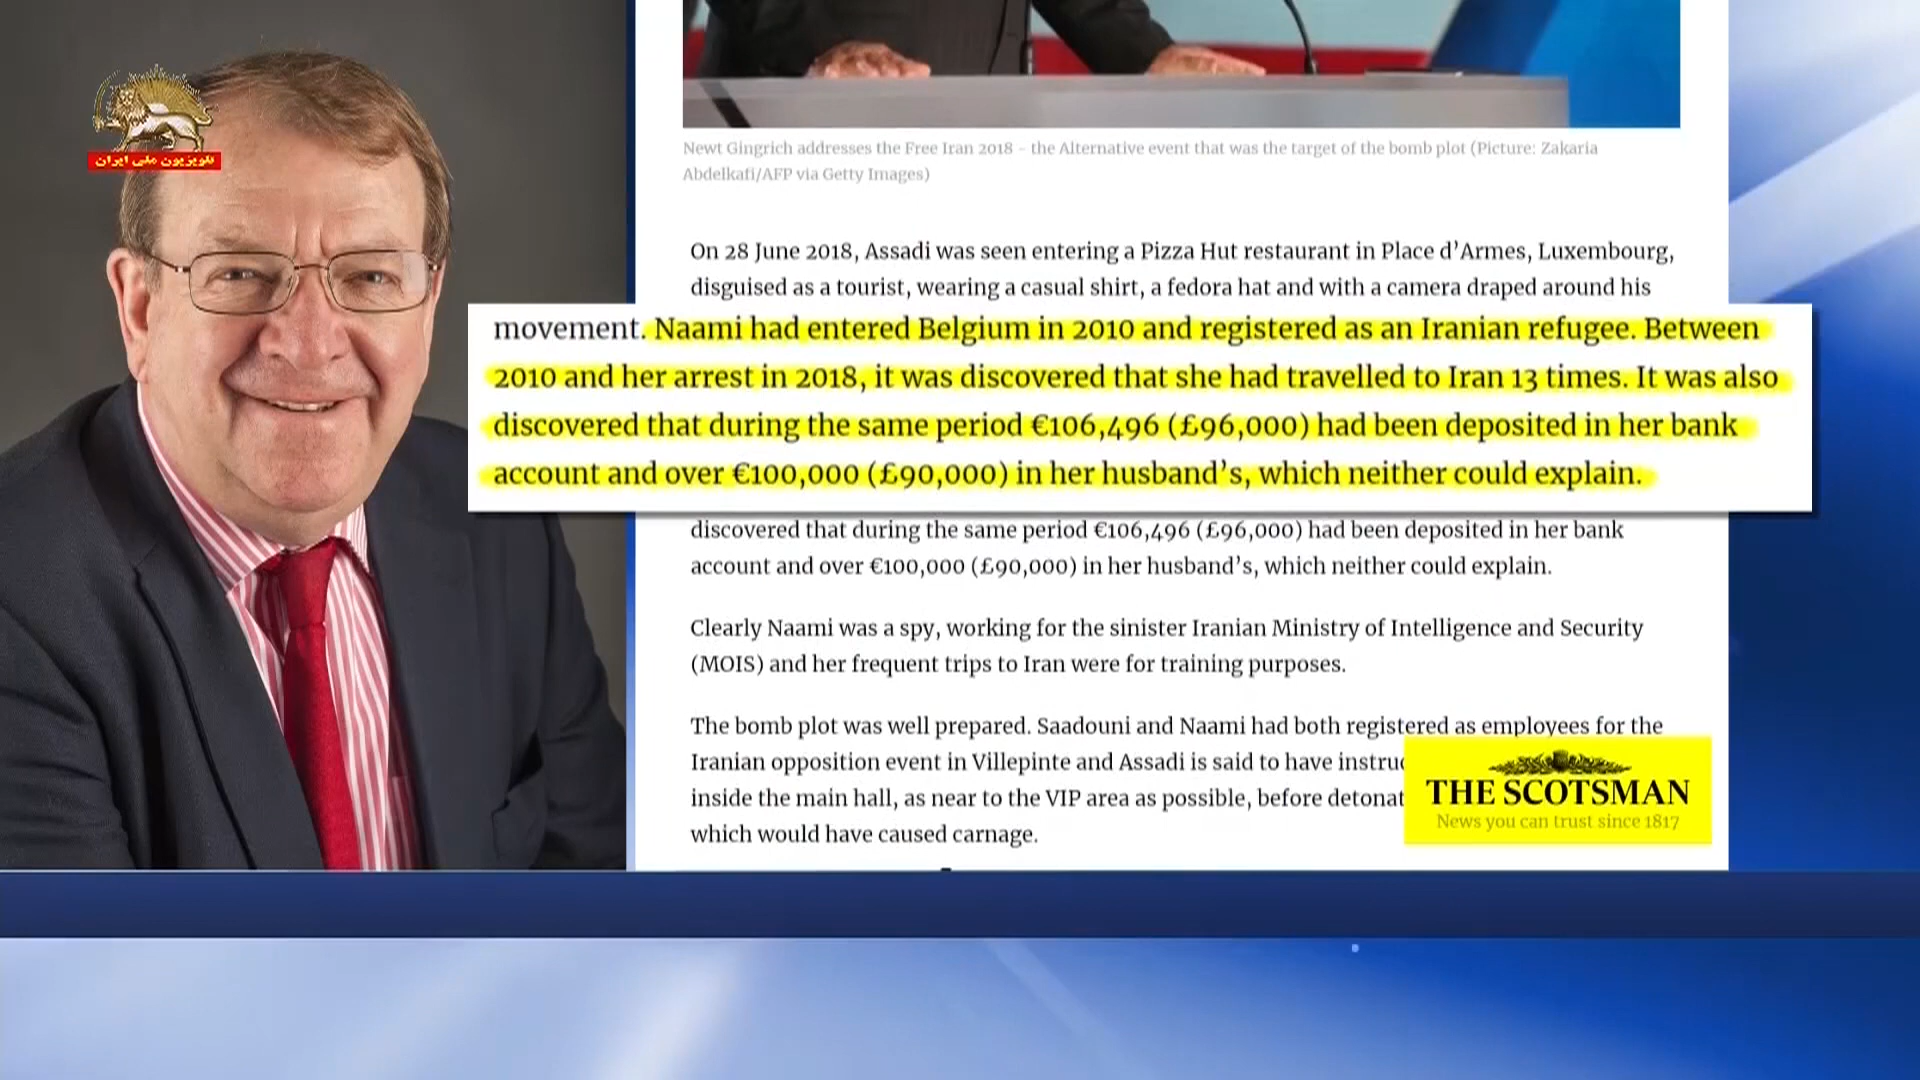 تلویزیون ملی ایران
Newt Gingrich addresses the Free Iran 2018 - the Alternative event that was the target of the bomb plot (Picture: Zakaria
Abdelkafi/AFP via Getty Images)
On 28 June 2018, Assadi was seen entering a Pizza Hut restaurant in Place d’Armes, Luxembourg,
disguised as a tourist, wearing a casual shirt, a fedora hat and with a camera draped around his
movement. Naami had entered Belgium in 2010 and registered as an Iranian refugee. Between
2010 and her arrest in 2018, it was discovered that she had travelled to Iran 13 times. It was also
discovered that during the same period €106,496 (£96,000) had been deposited in her bank
account and over €100,000 (£90,000) in her husband’s, which neither could explain.
discovered that during the same period €106,496 (£96,000) had been deposited in her bank
account and over €100,000 (£90,000) in her husband’s, which neither could explain.
Clearly Naami was a spy, working for the sinister Iranian Ministry of Intelligence and Security
(MOIS) and her frequent trips to Iran were for training purposes.
The bomb plot was well prepared. Saadouni and Naami had both registered as employees for the
Iranian opposition event in Villepinte and Assadi is said to have instru
inside the main hall, as near to the VIP area as possible, before detonat
which would have caused carnage.
THE SCOTSMAN
News you can trust since 1817